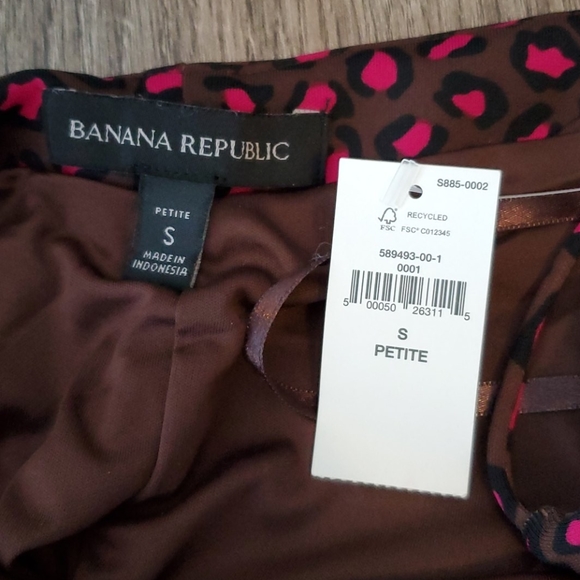 BANANA REPUBLIC
PETITE
S
MADE IN
INDONESIA
S885-0002
FSC
RECYCLED
FSC® C012345
589493-00-1
0001
5 00050 26311 5
S
PETITE